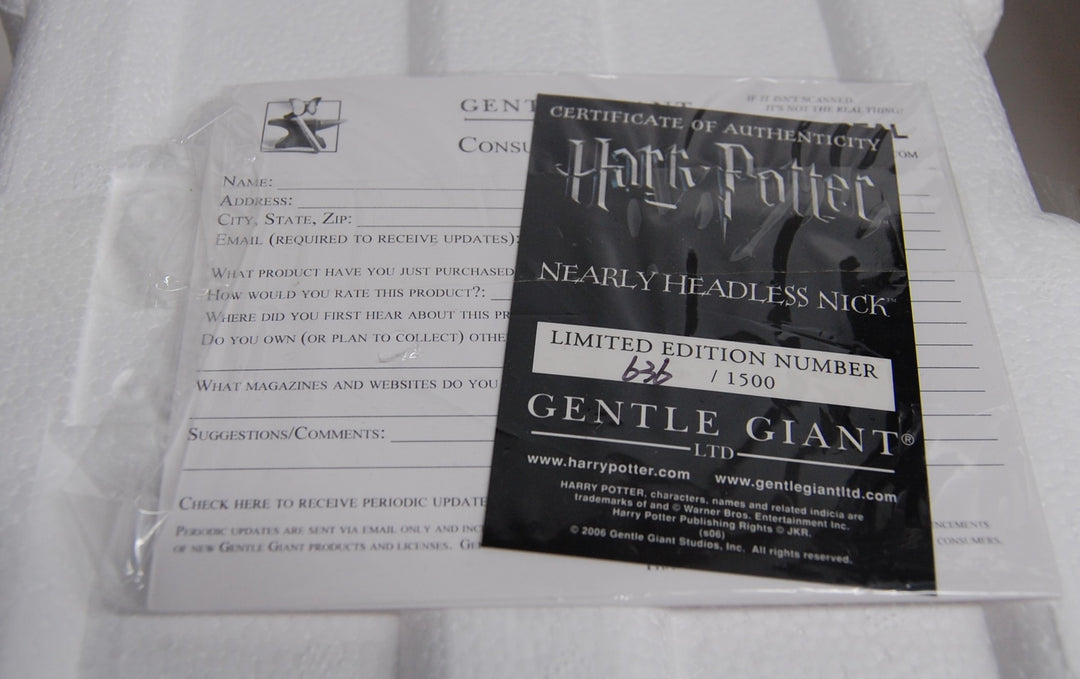 GENT
IF IT ISN'T SCANNED,
IT'S NOT THE REAL THING!
CONSU
NAME:
ADDRESS:
CITY, STATE, ZIP:
EMAIL (REQUIRED TO RECEIVE UPDATES):
WHAT PRODUCT HAVE YOU JUST PURCHASED
HOW WOULD YOU RATE THIS PRODUCT?:
WHERE DID YOU FIRST HEAR ABOUT THIS PR
DO YOU OWN (OR PLAN TO COLLECT) OTHE
WHAT MAGAZINES AND WEBSITES DO YOU
SUGGESTIONS/COMMENTS:
CHECK HERE TO RECEIVE PERIODIC UPDATE
PERIODIC UPDATES ARE SENT VIA EMAIL ONLY AND INC
OF NEW GENTLE GIANT PRODUCTS AND LICENSES. GE
NCEMENTS
CONSUMERS.
CERTIFICATE OF AUTHENTICITY
Harry Potter
NEARLY HEADLESS NICK™
LIMITED EDITION NUMBER
636 / 1500
GENTLE GIANT®
LTD
www.harrypotter.com www.gentlegiantltd.com
HARRY POTTER, characters, names and related indicia are
trademarks of and © Warner Bros. Entertainment Inc.
Harry Potter Publishing Rights © JKR.
(s06)
© 2006 Gentle Giant Studios, Inc. All rights reserved.